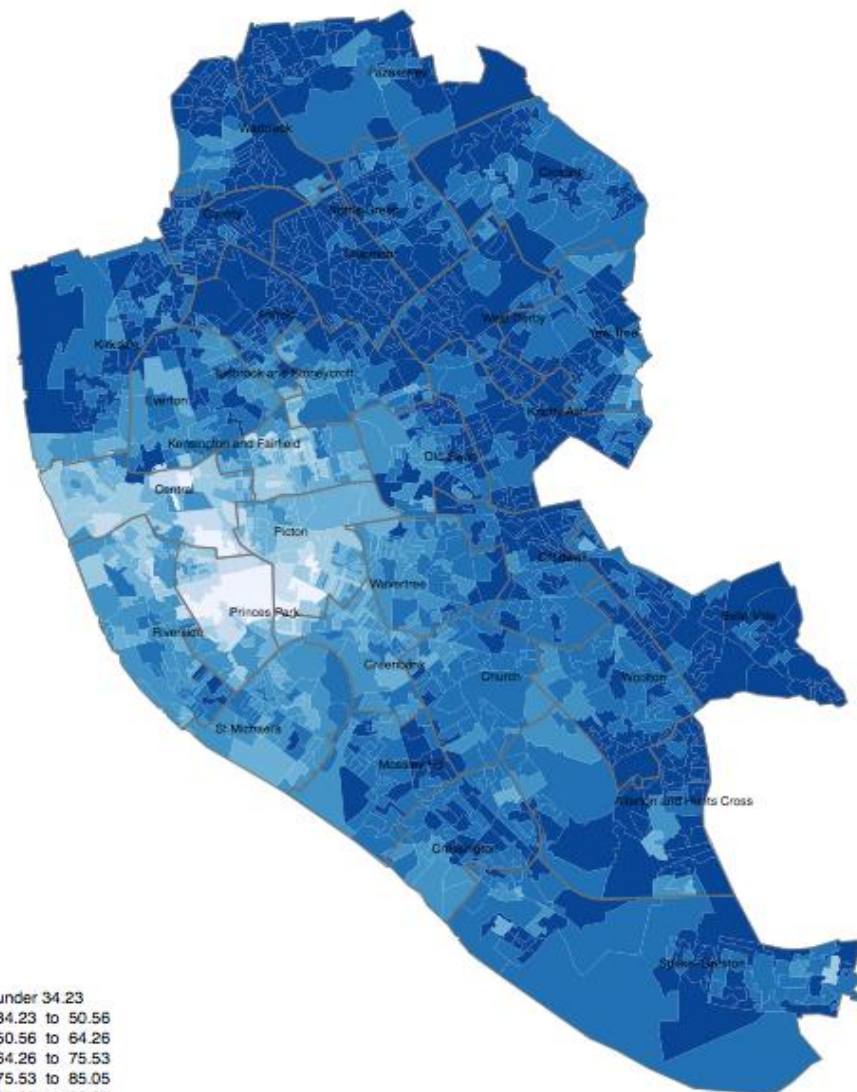 Fazakerley
Warbreck
Croxteth
County
Norris Green
Clubmoor
Anfield
West Derby
Yew Tree
Kirkdale
Tuebrook and Stoneycroft
Everton
Knotty Ash
Kensington and Fairfield
Old Swan
Central
Picton
Childwall
Wavertree
Princes Park
Belle Vale
Riverside
Greenbank
Church
Woolton
St Michael's
Mossley Hill
Allerton and Hunts Cross
Cressington
Speke-Garston
under 34.23
34.23 to 50.56
50.56 to 64.26
64.26 to 75.53
75.53 to 85.05